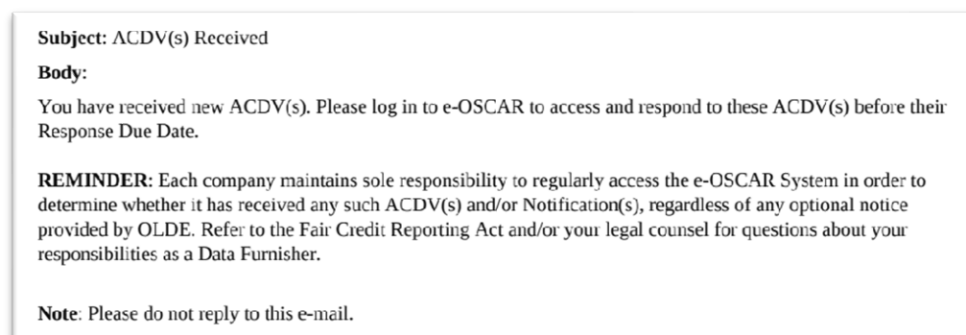 Subject: ACDV(s) Received
Body:
You have received new ACDV(s). Please log in to e-OSCAR to access and respond to these ACDV(s) before their
Response Due Date.
REMINDER: Each company maintains sole responsibility to regularly access the e-OSCAR System in order to
determine whether it has received any such ACDV(s) and/or Notification(s), regardless of any optional notice
provided by OLDE. Refer to the Fair Credit Reporting Act and/or your legal counsel for questions about your
responsibilities as a Data Furnisher.
Note: Please do not reply to this e-mail.